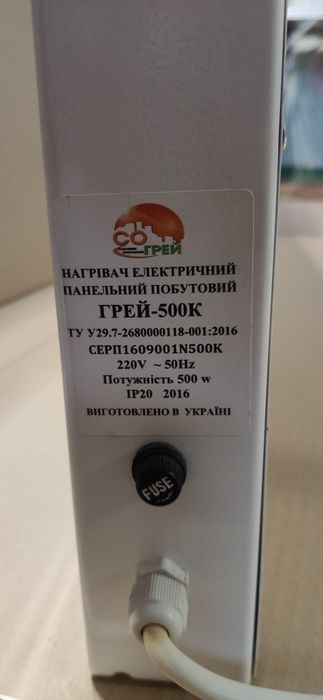 СО
ГРЕЙ
НАГРІВАЧ ЕЛЕКТРИЧНИЙ
ПАНЕЛЬНИЙ ПОБУТОВИЙ
ГРЕЙ-500К
ТУ У29.7-2680000118-001:2016
СЕРП1609001N500K
220V ~ 50Hz
Потужність 500 w
IP20 2016
ВИГОТОВЛЕНО В УКРАЇНІ
FUSE